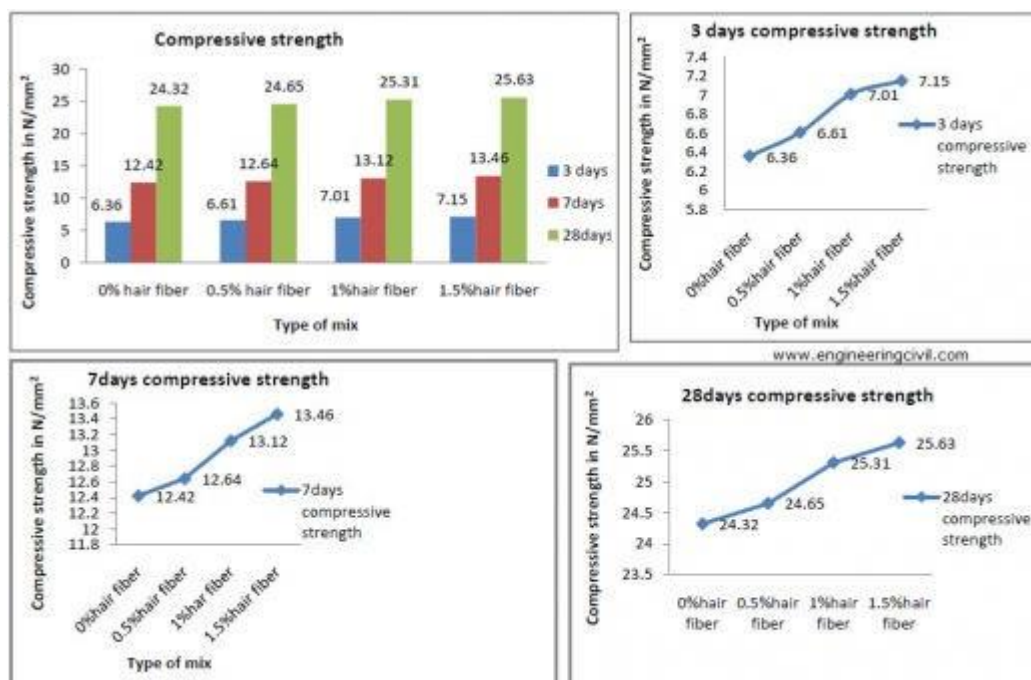 Compressive strength
Compressive strength in N/mm²
30
25
20
15
10
5
0
6.36
12.42
24.32
6.61
12.64
24.65
7.01
13.12
25.31
7.15
13.46
25.63
0% hair fiber
0.5% hair fiber
1%hair fiber
1.5%hair fiber
Type of mix
3 days
7days
28days
3 days compressive strength
Compressive strength in N/mm²
7.4
7.2
7
6.8
6.6
6.4
6.2
6
5.8
6.36
6.61
7.01
7.15
0%hair fiber
0.5%hair fiber
1%hair fiber
1.5%hair fiber
Type of mix
3 days
compressive
strength
www.engineeringcivil.com
7days compressive strength
Compressive strength in N/mm²
13.6
13.4
13.2
13
12.8
12.6
12.4
12.2
12
11.8
12.42
12.64
13.12
13.46
0%hair fiber
0.5%hair fiber
1%har fiber
1.5%hair fiber
Type of mix
7days
compressive
strength
28days compressive strength
Compressive strength in N/mm²
26
25.5
25
24.5
24
23.5
24.32
24.65
25.31
25.63
0%hair
fiber
0.5%hair
fiber
1%hair
fiber
1.5%hair
fiber
28days
compressive
strength